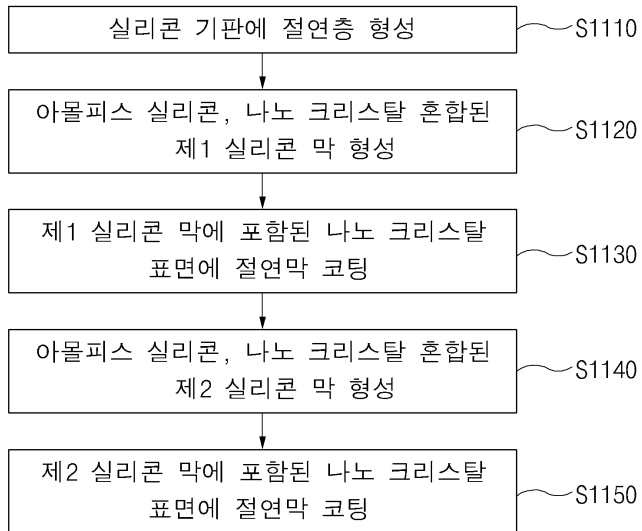 실리콘 기판에 절연층 형성
S1110
아몰피스 실리콘, 나노 크리스탈 혼합된
제1 실리콘 막 형성
S1120
제1 실리콘 막에 포함된 나노 크리스탈
표면에 절연막 코팅
S1130
아몰피스 실리콘, 나노 크리스탈 혼합된
제2 실리콘 막 형성
S1140
제2 실리콘 막에 포함된 나노 크리스탈
표면에 절연막 코팅
S1150